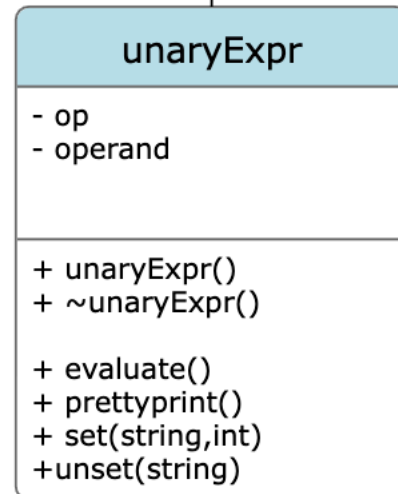 unaryExpr
- op
- operand
+ unaryExpr()
+ ~unaryExpr()
+ evaluate()
+ prettyprint()
+ set(string,int)
+unset(string)